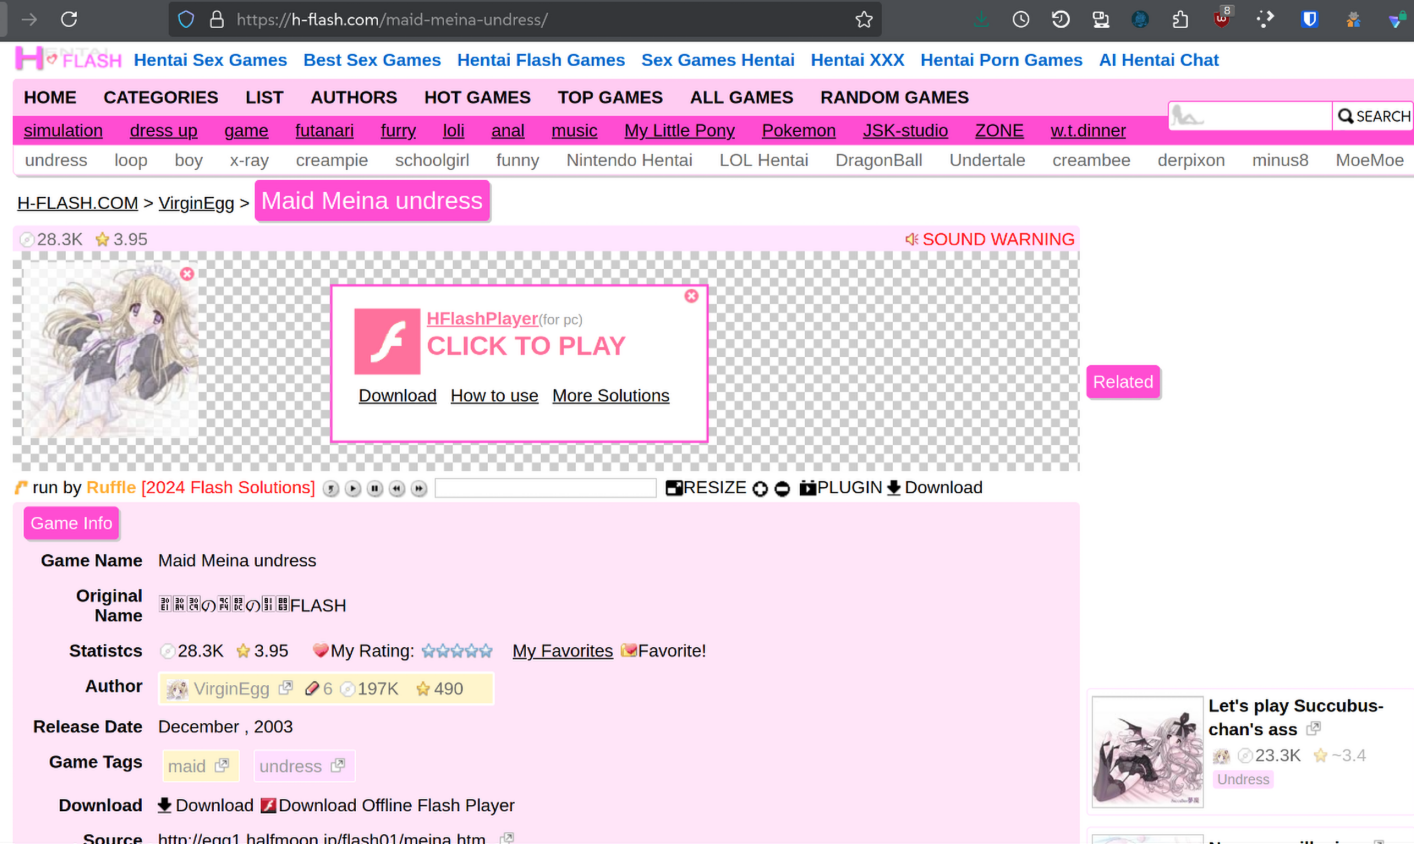 https://h-flash.com/maid-meina-undress/
8
HENTAI
H FLASH Hentai Sex Games Best Sex Games Hentai Flash Games Sex Games Hentai Hentai XXX Hentai Porn Games AI Hentai Chat
HOME CATEGORIES LIST AUTHORS HOT GAMES TOP GAMES ALL GAMES RANDOM GAMES
SEARCH
simulation dress up game futanari furry loli anal music My Little Pony Pokemon JSK-studio ZONE w.t.dinner
undress loop boy x-ray creampie schoolgirl funny Nintendo Hentai LOL Hentai DragonBall Undertale creambee derpixon minus8 MoeMoe
H-FLASH.COM > VirginEgg > Maid Meina undress
28.3K 3.95 SOUND WARNING
HFlashPlayer(for pc)
CLICK TO PLAY
Download How to use More Solutions
Related
run by Ruffle [2024 Flash Solutions] RESIZE PLUGIN Download
Game Info
Game Name Maid Meina undress
Original Name の の FLASH
Statistcs 28.3K 3.95 My Rating: My Favorites Favorite!
Author VirginEgg 6 197K 490
Release Date December , 2003
Game Tags maid undress
Download Download Download Offline Flash Player
Source http://egg1.halfmoon.jp/flash01/meina.htm
Let's play Succubus-
chan's ass
23.3K ~3.4
Undress